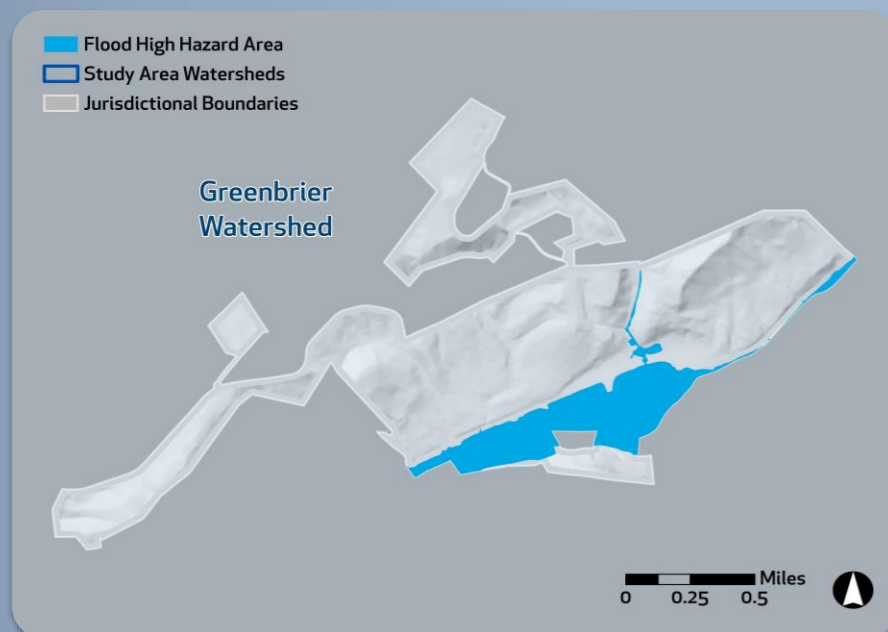 Flood High Hazard Area
Study Area Watersheds
Jurisdictional Boundaries
Greenbrier
Watershed
Miles
0 0.25 0.5